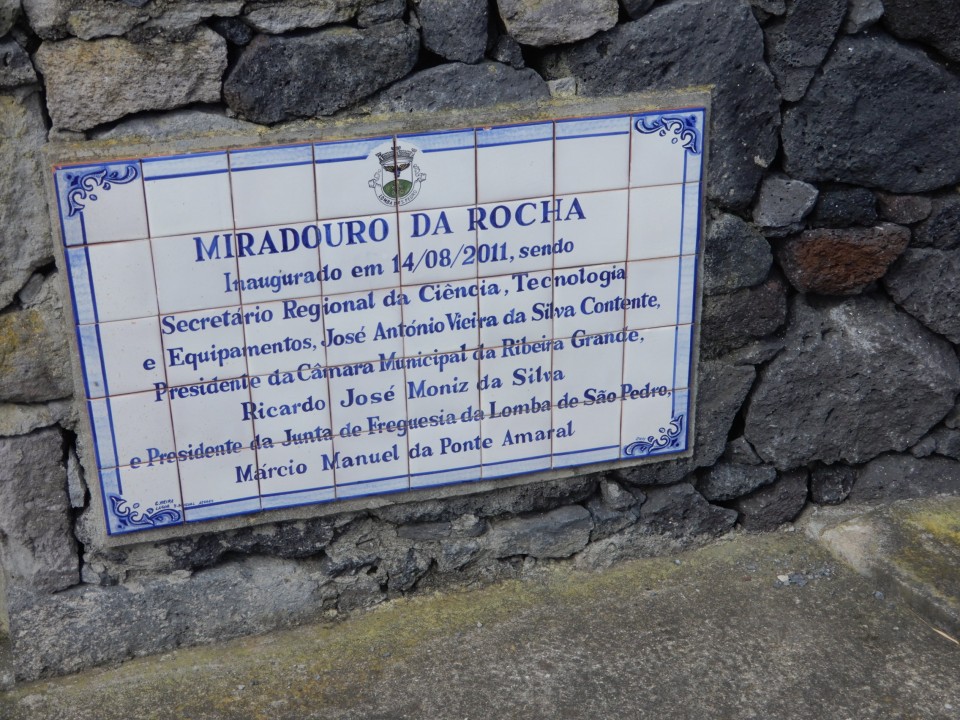 MIRADOURO DA ROCHA
Inaugurado em 14/08/2011, sendo
Secretário Regional da Ciência, Tecnologia
e Equipamentos, José António Vieira da Silva Contente,
Presidente da Câmara Municipal da Ribeira Grande,
Ricardo José Moniz da Silva
e Presidente da Junta de Freguesia da Lomba de São Pedro,
Márcio Manuel da Ponte Amaral